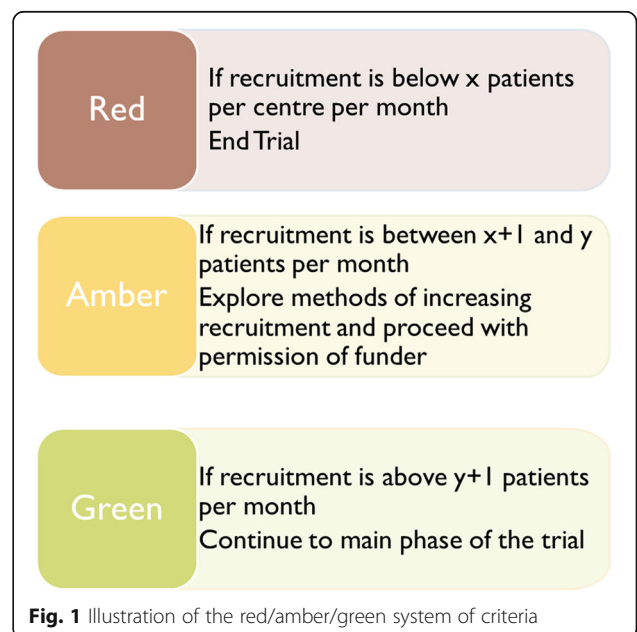 Red
If recruitment is below x patients
per centre per month
End Trial
Amber
If recruitment is between x+1 and y
patients per month
Explore methods of increasing
recruitment and proceed with
permission of funder
Green
If recruitment is above y+1 patients
per month
Continue to main phase of the trial
Fig. 1 Illustration of the red/amber/green system of criteria